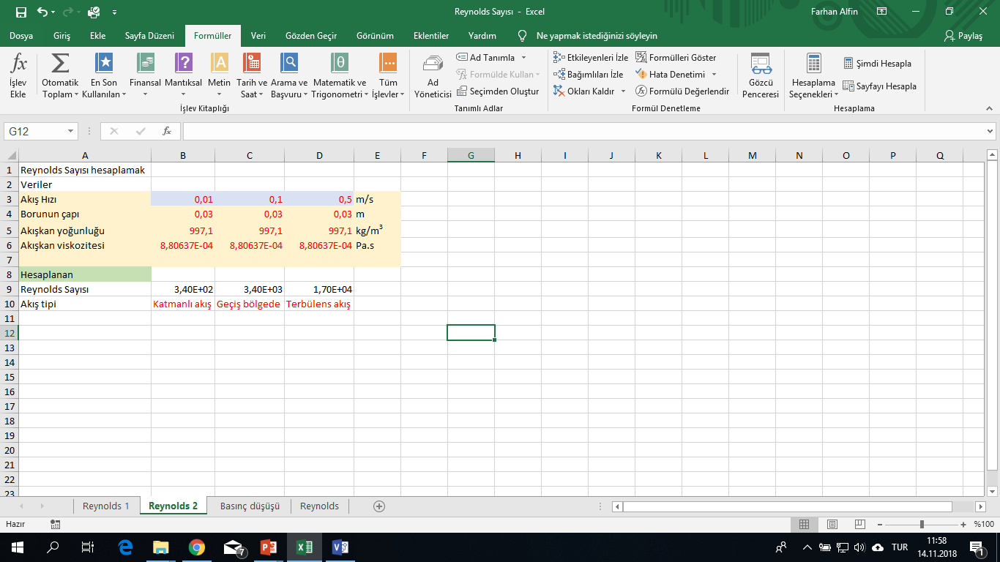 Reynolds Sayısı - Excel
Farhan Alfin
Dosya Giriş Ekle Sayfa Düzeni Formüller Veri Gözden Geçir Görünüm Eklentiler Yardım Ne yapmak istediğinizi söyleyin Paylaş
fx İşlev Ekle
Σ Otomatik Toplam
En Son Kullanılan
Finansal
? Mantıksal
A Metin
Tarih ve Saat
Arama ve Başvuru
θ Matematik ve Trigonometri
Tüm İşlevler
İşlev Kitaplığı
Ad Yöneticisi
Ad Tanımla
Formülde Kullan
Seçimden Oluştur
Tanımlı Adlar
Etkileyenleri İzle
Bağımlıları İzle
Okları Kaldır
Formülleri Göster
Hata Denetimi
Formülü Değerlendir
Gözcü Penceresi
Formül Denetleme
Hesaplama Seçenekleri
Şimdi Hesapla
Sayfayı Hesapla
Hesaplama
G12 fx
A B C D E F G H I J K L M N O P Q
1 Reynolds Sayısı hesaplamak
2 Veriler
3 Akış Hızı 0,01 0,1 0,5 m/s
4 Borunun çapı 0,03 0,03 0,03 m
5 Akışkan yoğunluğu 997,1 997,1 997,1 kg/m³
6 Akışkan viskozitesi 8,80637E-04 8,80637E-04 8,80637E-04 Pa.s
7
8 Hesaplanan
9 Reynolds Sayısı 3,40E+02 3,40E+03 1,70E+04
10 Akış tipi Katmanlı akış Geçiş bölgede Terbülens akış
11
12
13
14
15
16
17
18
19
20
21
22
23
Reynolds 1 Reynolds 2 Basınç düşüşü Reynolds
Hazır %100
7 TUR 11:58
14.11.2018 1